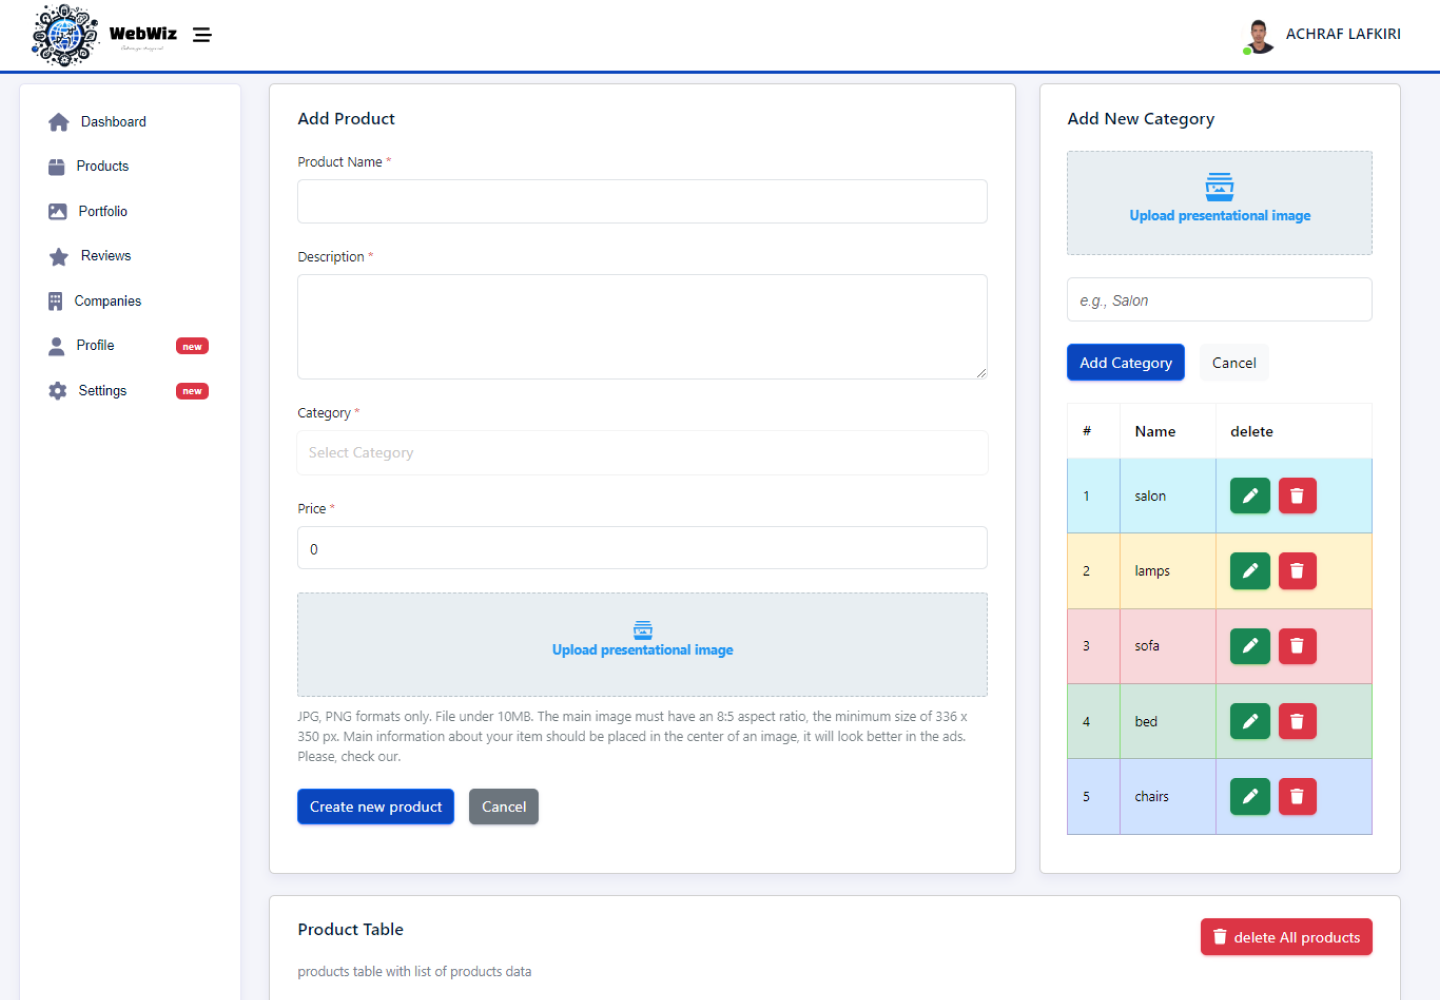 WebWiz
ACHRAF LAFKIRI
Dashboard
Products
Portfolio
Reviews
Companies
Profile
new
Settings
new
Add Product
Product Name *
Description *
Category *
Select Category
Price *
0
Upload presentational image
JPG, PNG formats only. File under 10MB. The main image must have an 8:5 aspect ratio, the minimum size of 336 x
350 px. Main information about your item should be placed in the center of an image, it will look better in the ads.
Please, check our.
Create new product
Cancel
Add New Category
Upload presentational image
e.g., Salon
Add Category
Cancel
# Name delete
1 salon
2 lamps
3 sofa
4 bed
5 chairs
Product Table
delete All products
products table with list of products data